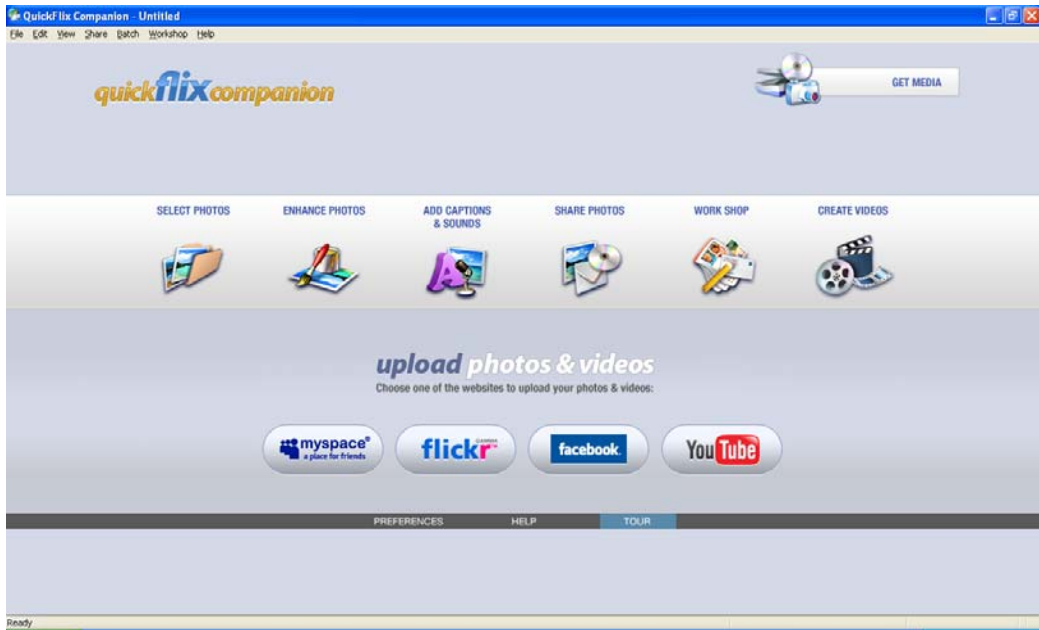 QuickFlix Companion - Untitled
File Edit View Share Batch Workshop Help
quickflixcompanion
GET MEDIA
SELECT PHOTOS
ENHANCE PHOTOS
ADD CAPTIONS
& SOUNDS
SHARE PHOTOS
WORK SHOP
CREATE VIDEOS
A
upload photos & videos
Choose one of the websites to upload your photos & videos:
myspace®
a place for friends
flickr GAMMA
facebook.
YouTube
PREFERENCES HELP TOUR
Ready